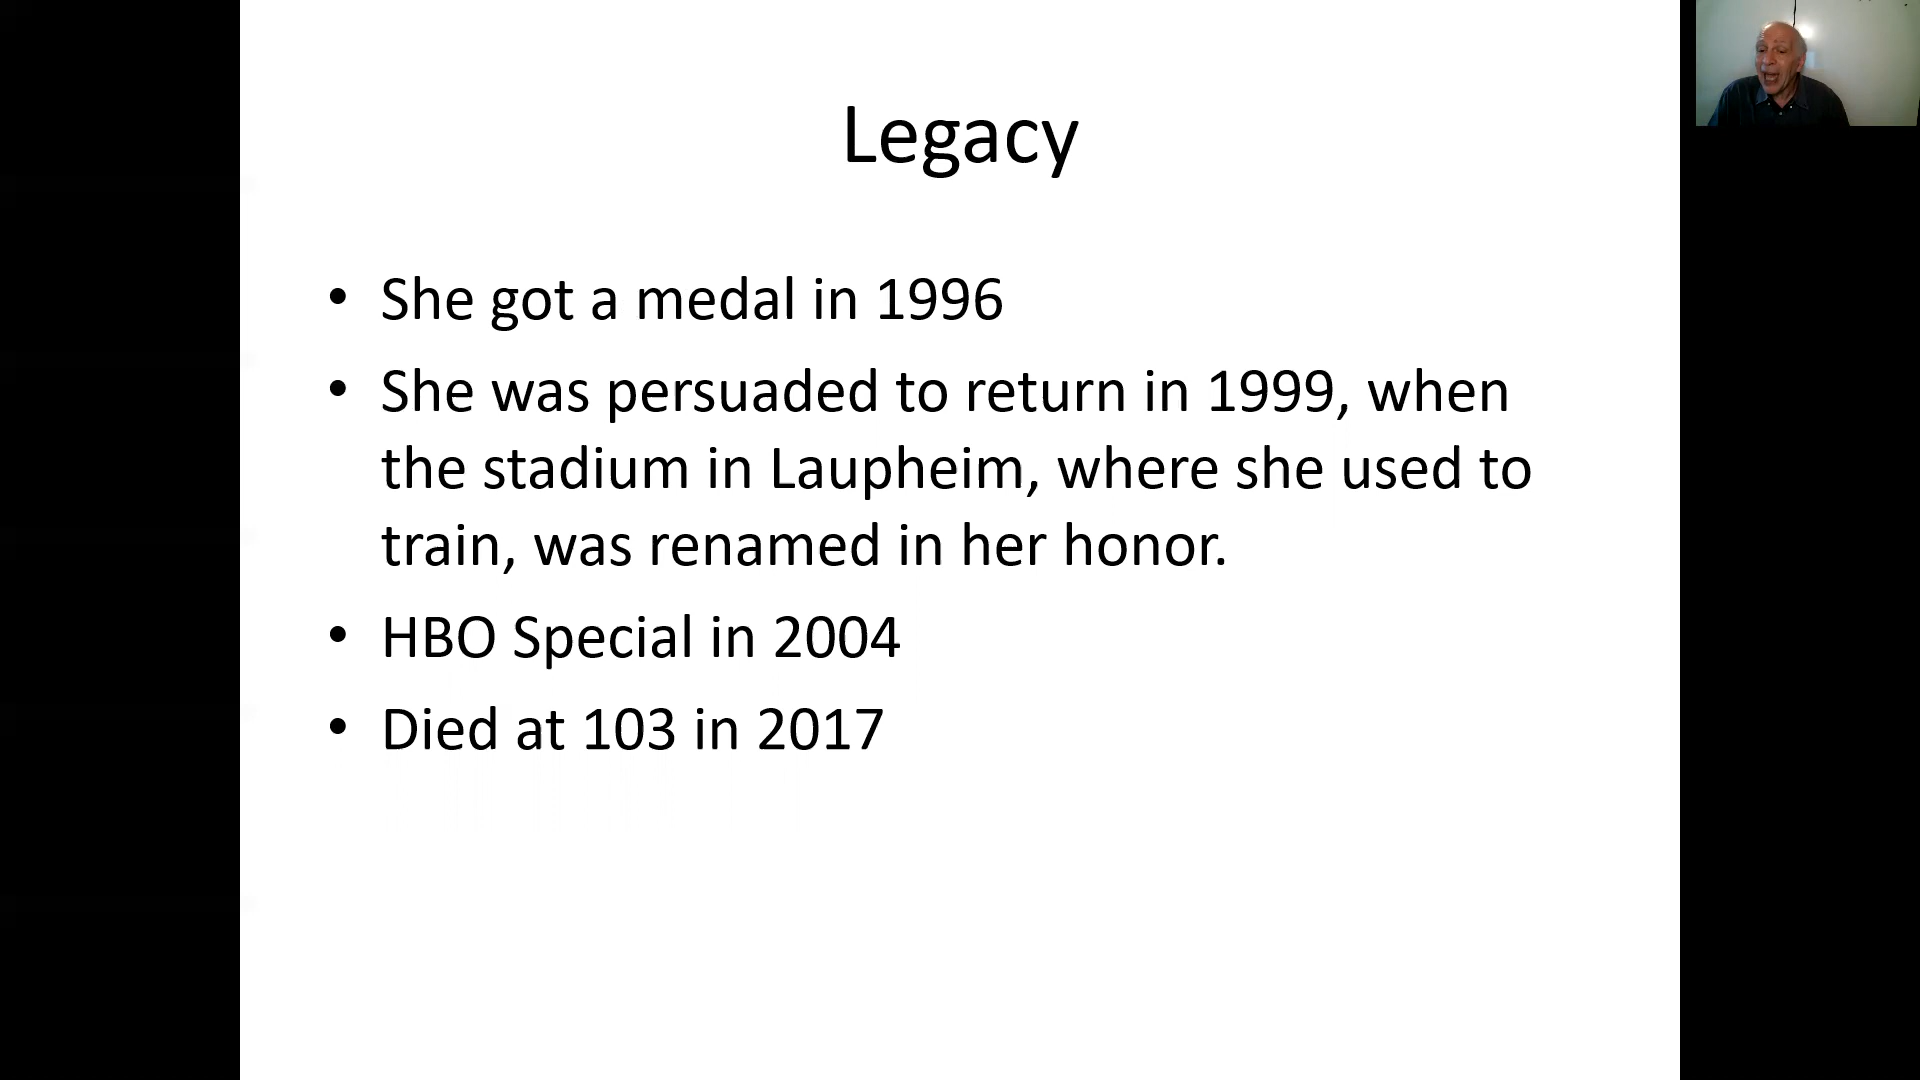 Legacy
• She got a medal in 1996
• She was persuaded to return in 1999, when
the stadium in Laupheim, where she used to
train, was renamed in her honor.
• HBO Special in 2004
• Died at 103 in 2017